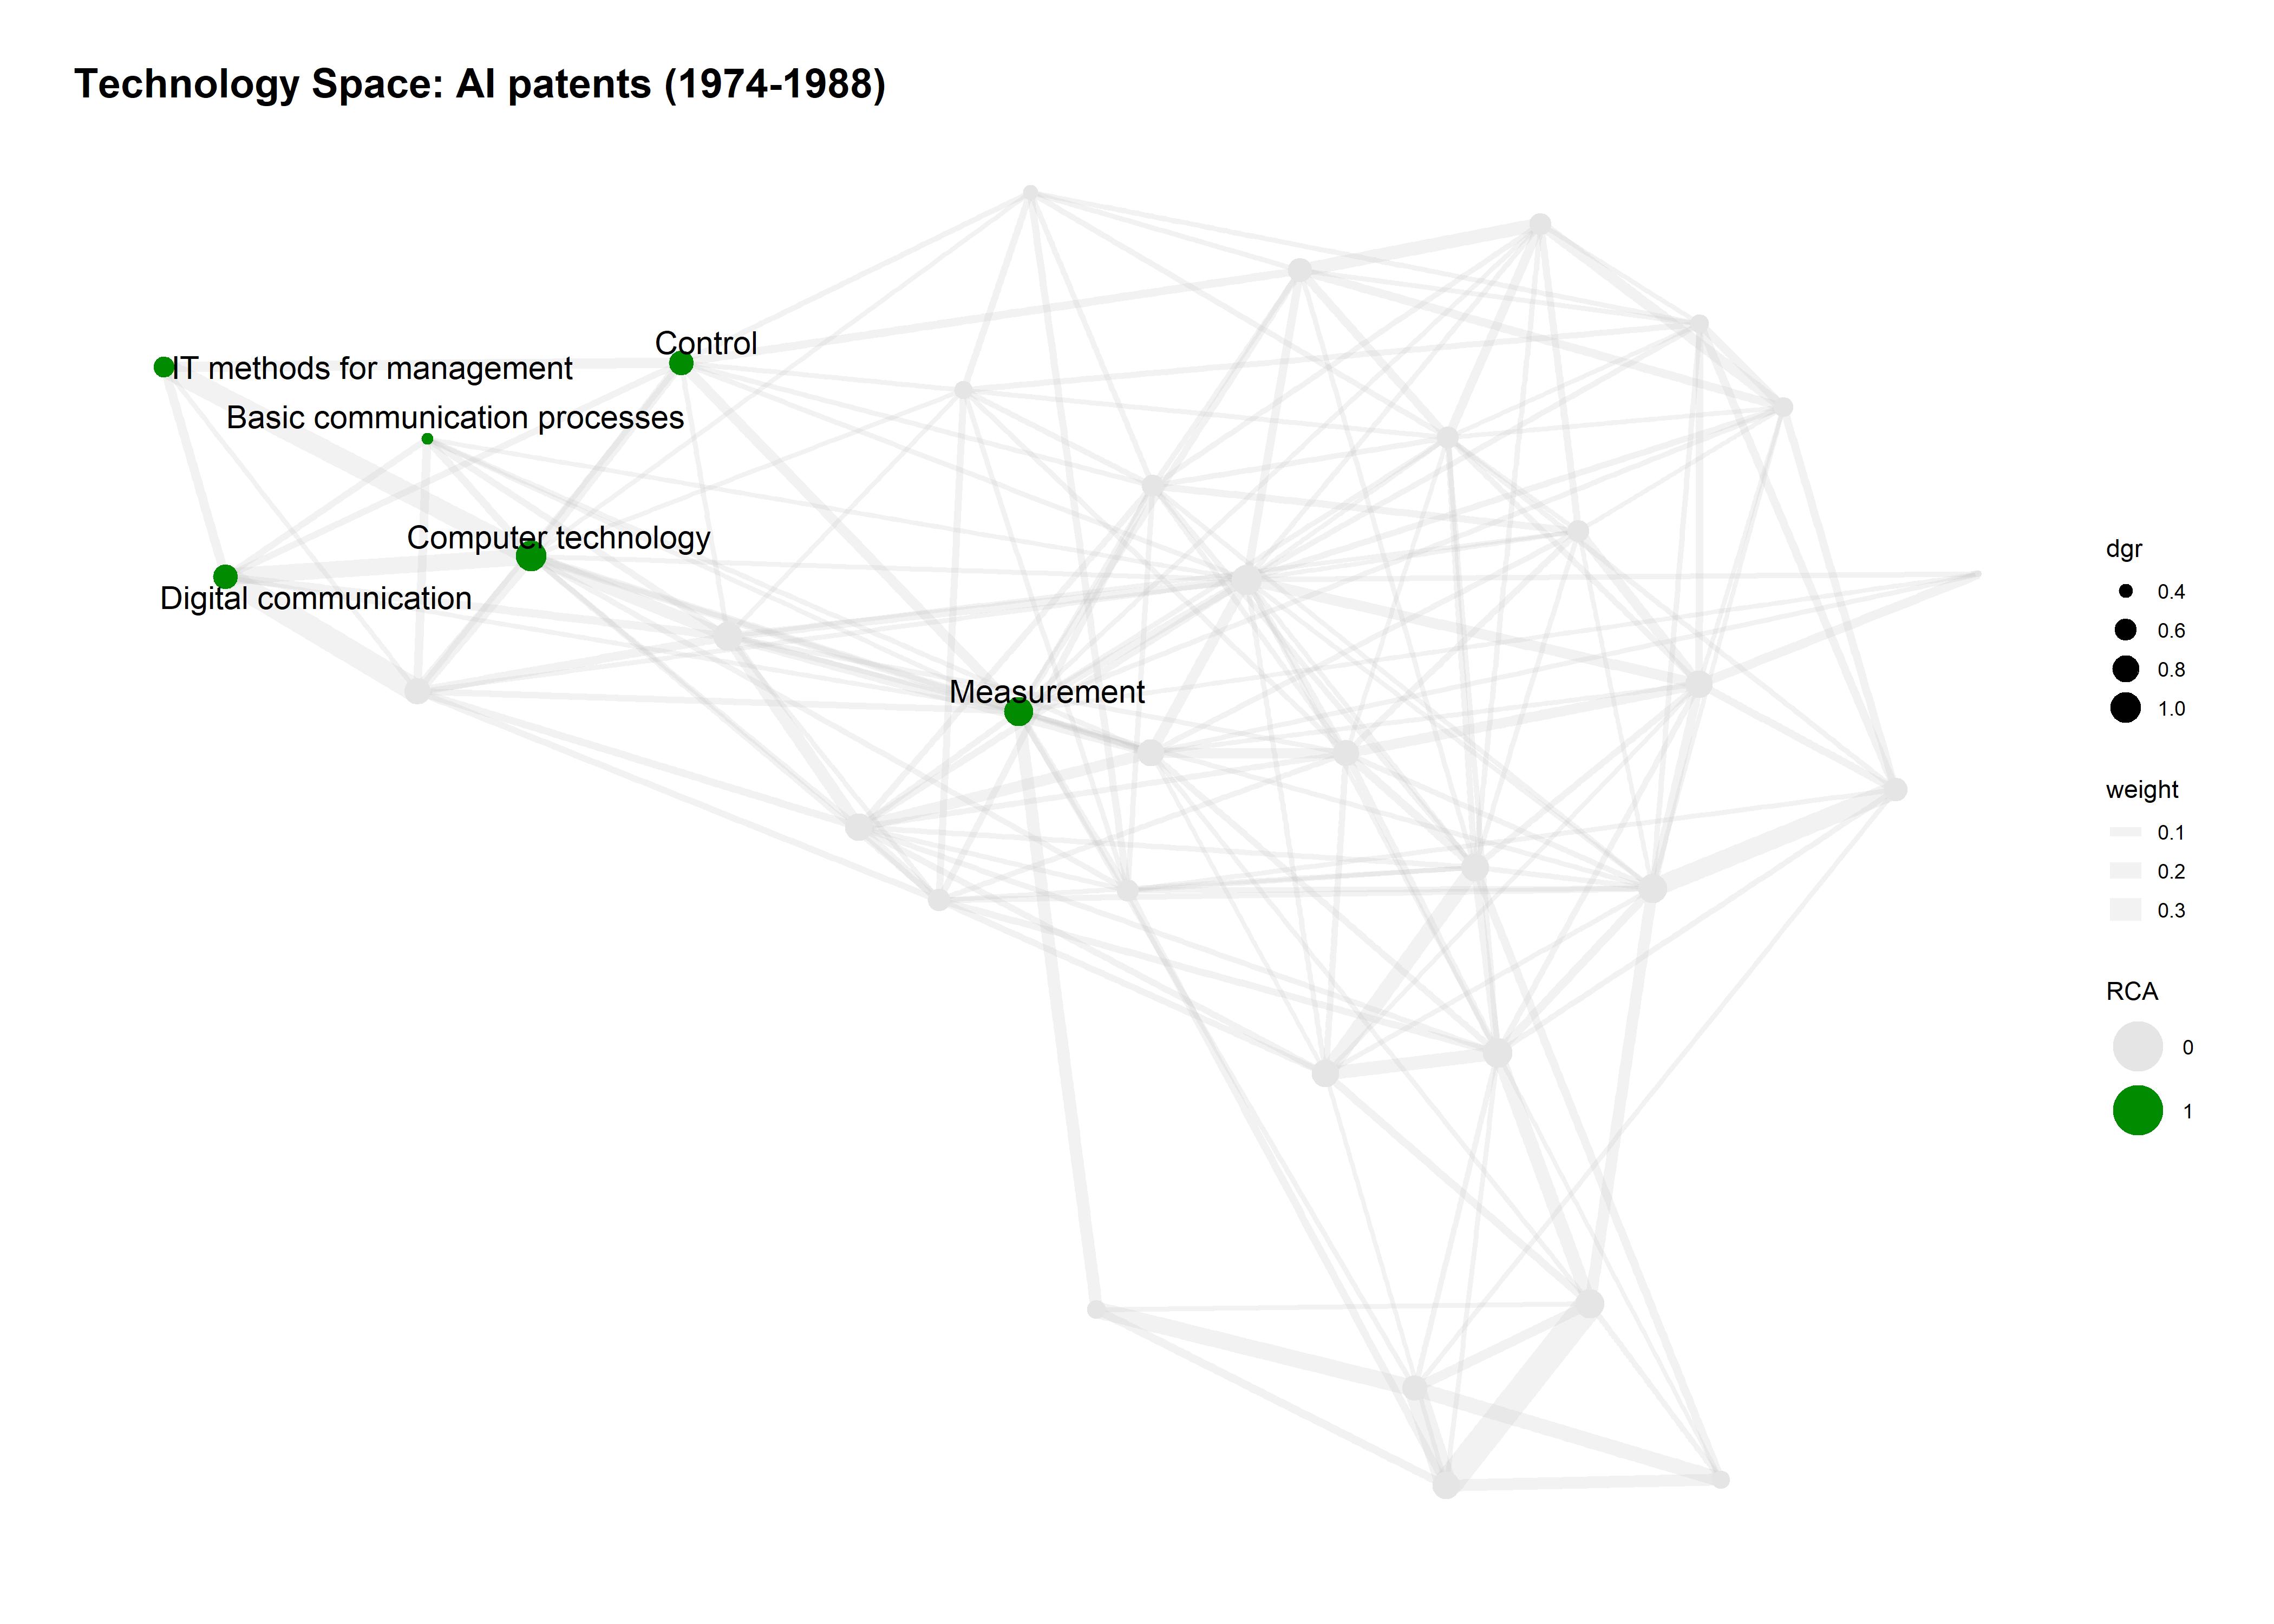 Technology Space: AI patents (1974-1988)
Control
IT methods for management
Basic communication processes
Computer technology
Digital communication
Measurement
dgr
0.4
0.6
0.8
1.0
weight
0.1
0.2
0.3
RCA
0
1